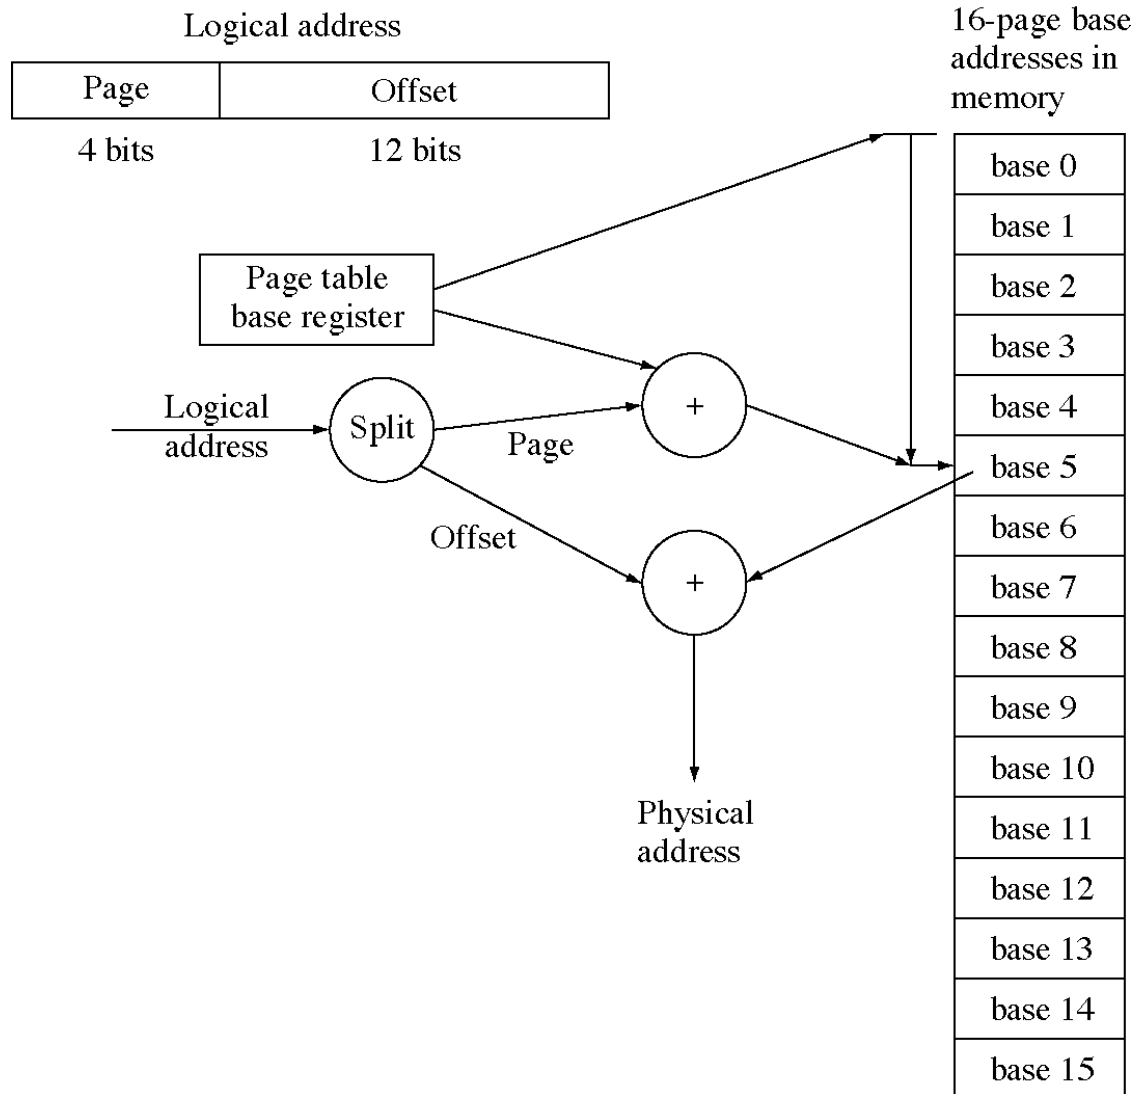 Logical address
Page
Offset
4 bits
12 bits
16-page base
addresses in
memory
Page table
base register
Logical
address
Split
Page
Offset
+
+
Physical
address
base 0
base 1
base 2
base 3
base 4
base 5
base 6
base 7
base 8
base 9
base 10
base 11
base 12
base 13
base 14
base 15